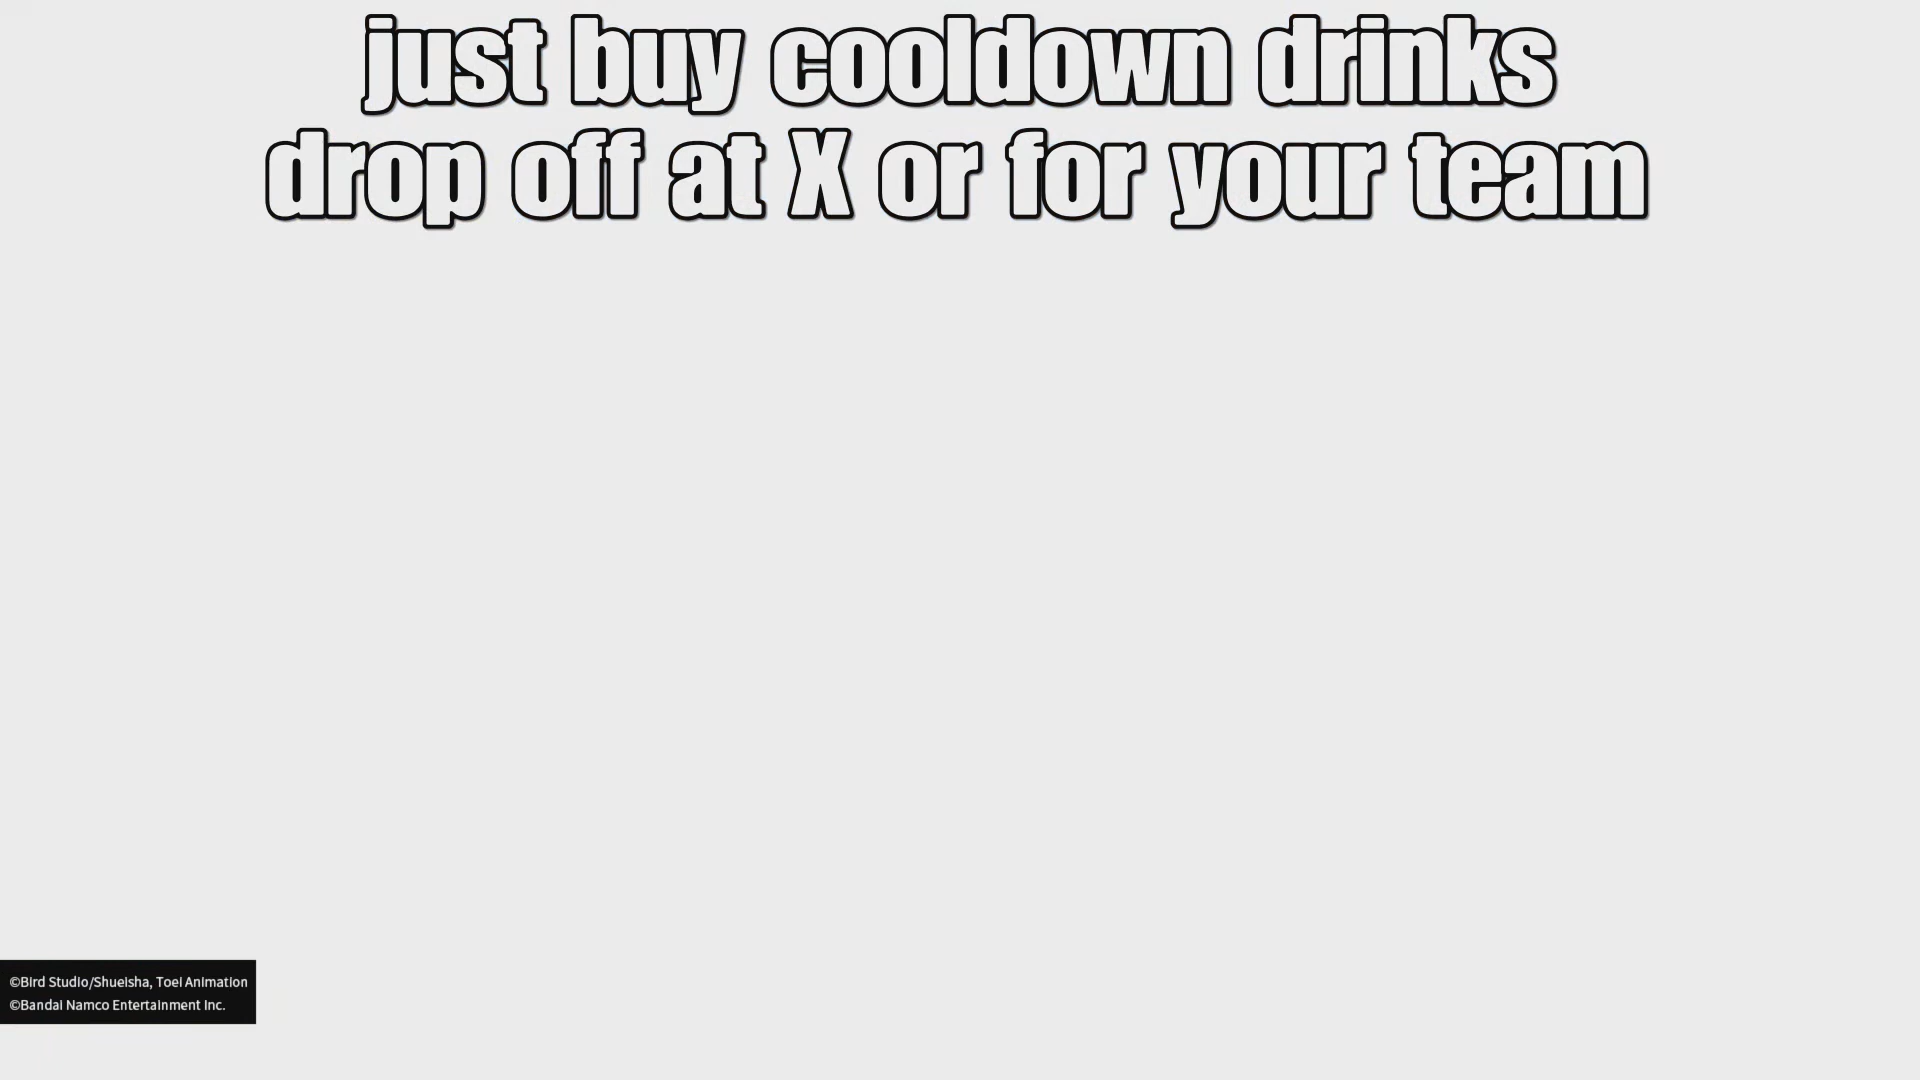 just buy cooldown drinks
drop off at X or for your team
©Bird Studio/Shueisha, Toei Animation
©Bandai Namco Entertainment Inc.